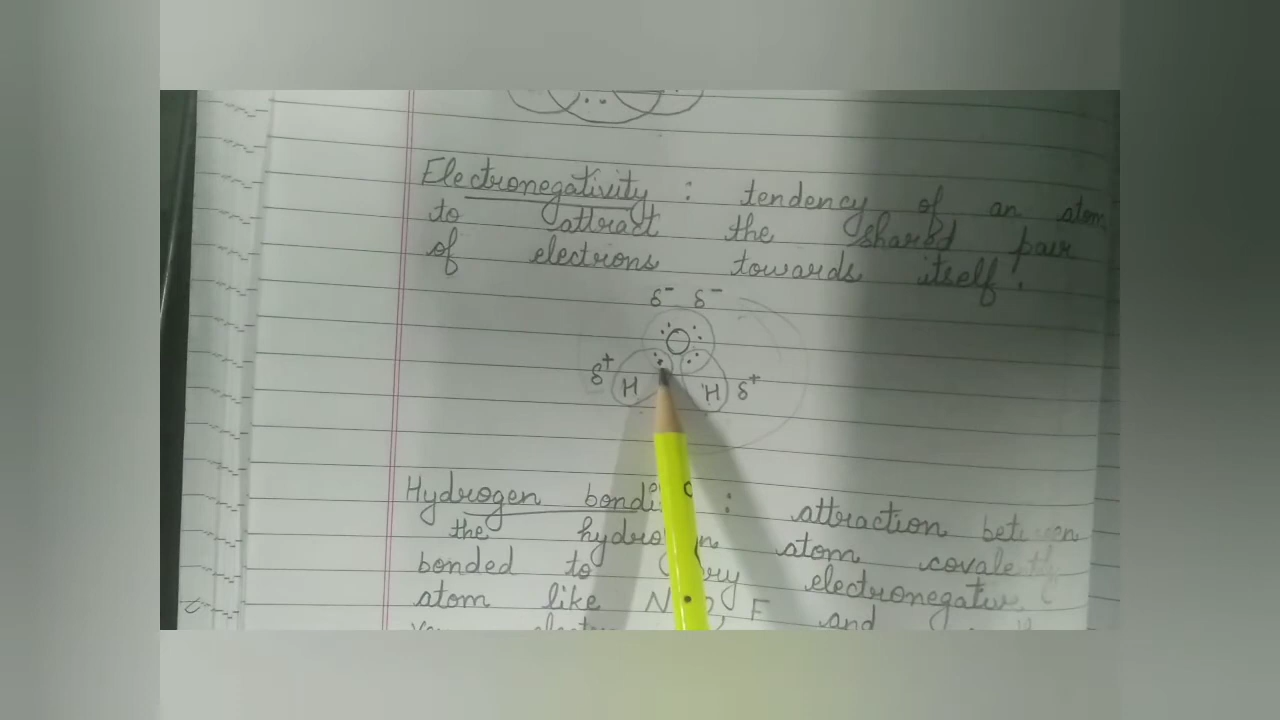 Electronegativity : tendency of an atom
to attract the shared pair
of electrons towards itself!
δ⁻ δ⁻
O
δ⁺ H H δ⁺
Hydrogen : attraction
the atom
bonded to electronegative
atom like N F and